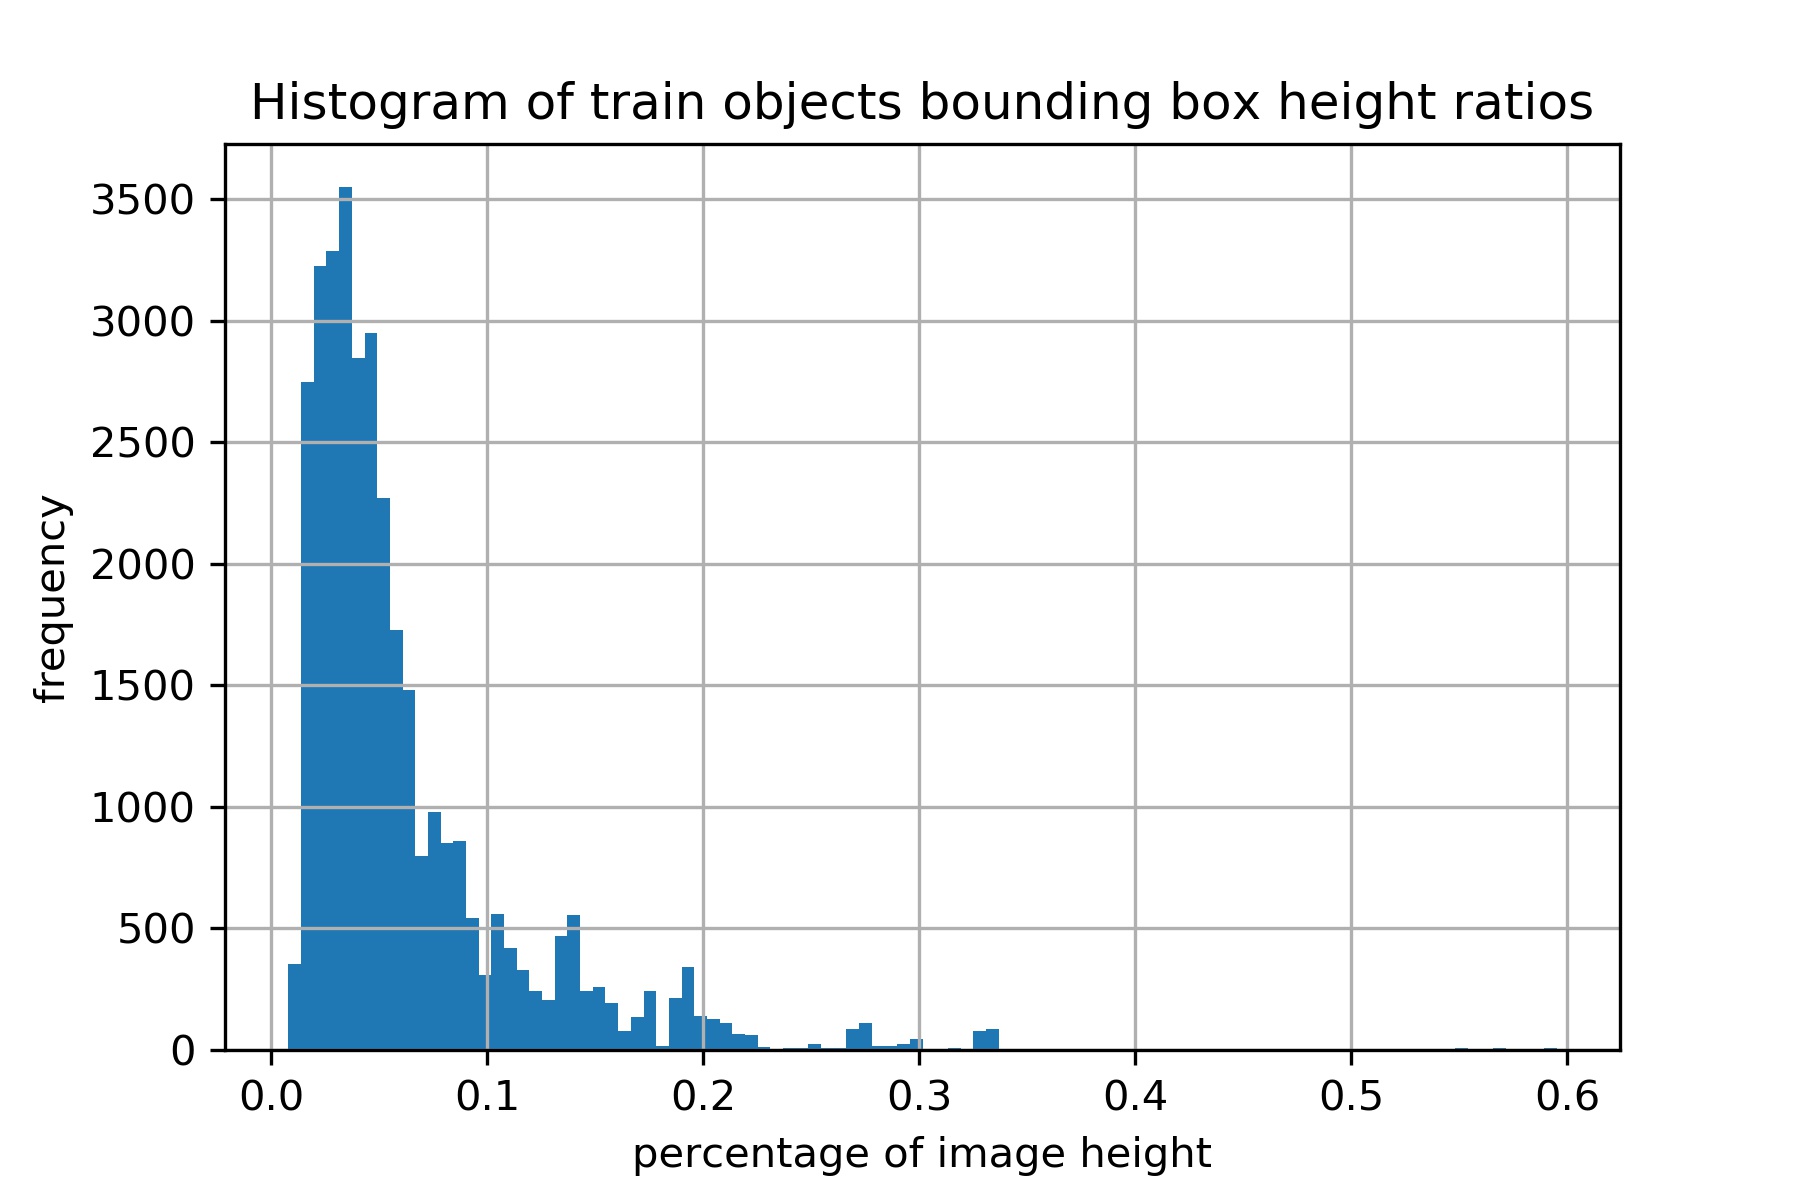 Histogram of train objects bounding box height ratios
3500
3000
2500
2000
1500
1000
500
0
frequency
0.0 0.1 0.2 0.3 0.4 0.5 0.6
percentage of image height